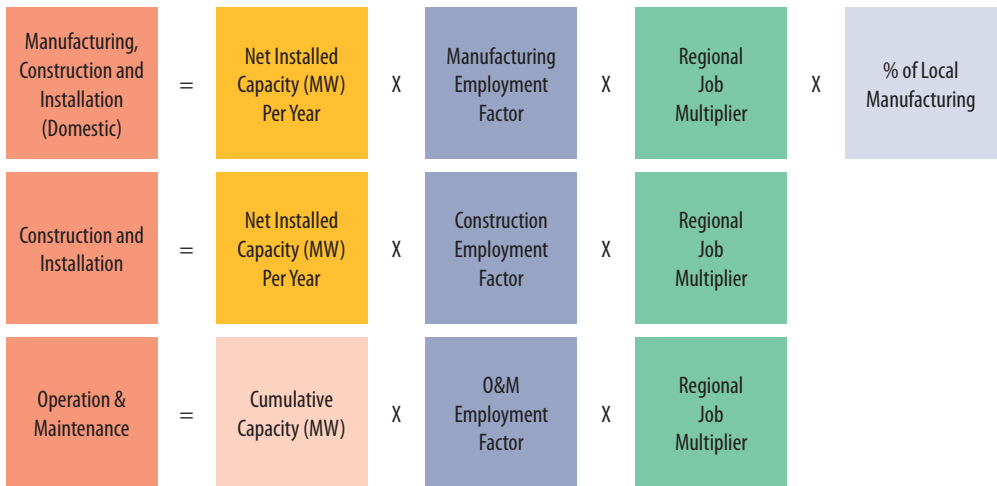 Manufacturing,
Construction and
Installation
(Domestic)
=
Net Installed
Capacity (MW)
Per Year
X
Manufacturing
Employment
Factor
X
Regional
Job
Multiplier
X
% of Local
Manufacturing
Construction and
Installation
=
Net Installed
Capacity (MW)
Per Year
X
Construction
Employment
Factor
X
Regional
Job
Multiplier
Operation &
Maintenance
=
Cumulative
Capacity (MW)
X
O&M
Employment
Factor
X
Regional
Job
Multiplier